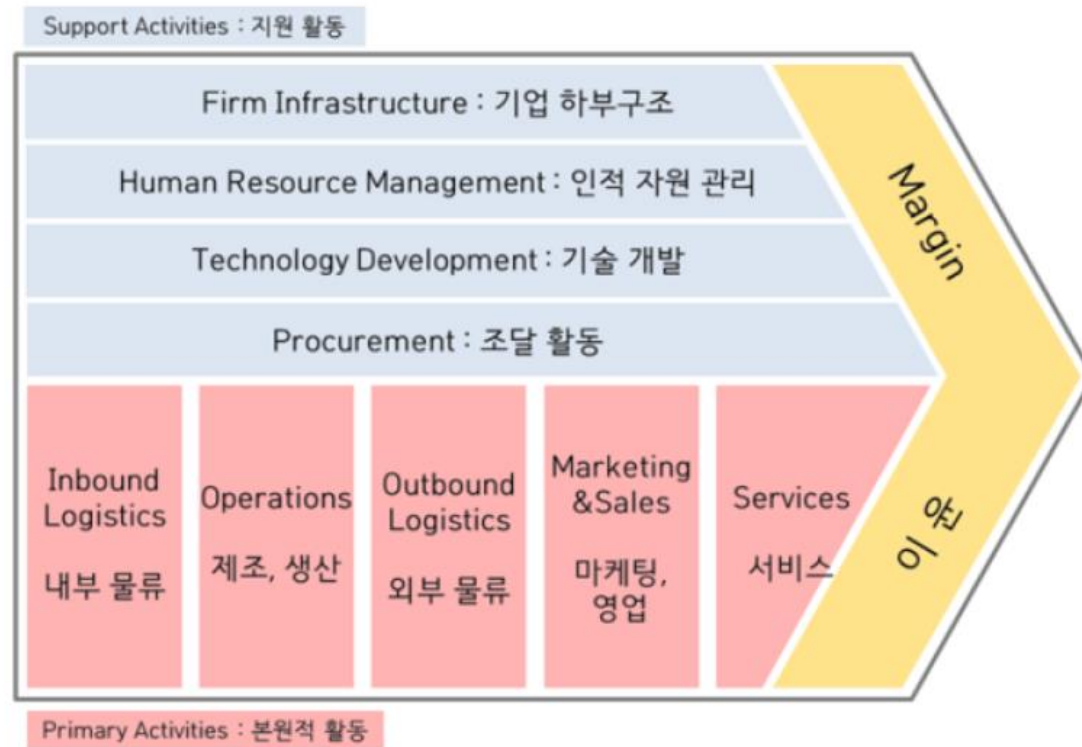 Support Activities : 지원 활동
Firm Infrastructure : 기업 하부구조
Human Resource Management : 인적 자원 관리
Technology Development : 기술 개발
Procurement : 조달 활동
Margin
이윤
Inbound
Logistics
내부 물류
Operations
제조, 생산
Outbound
Logistics
외부 물류
Marketing
&Sales
마케팅,
영업
Services
서비스
Primary Activities : 본원적 활동